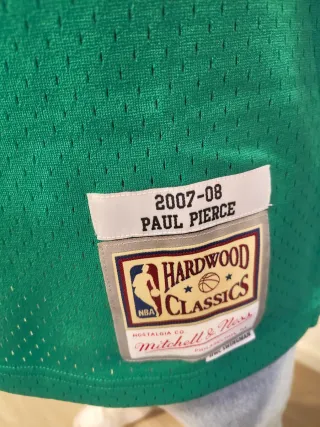 2007-08
PAUL PIERCE
HARDWOOD
CLASSICS
NBA
NOSTALGIA CO.
Mitchell & Ness